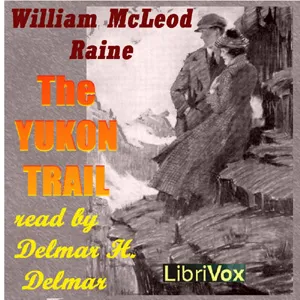 William McLeod
Raine
The
YUKON
TRAIL
read by
Delmar H.
Delmar
LibriVox